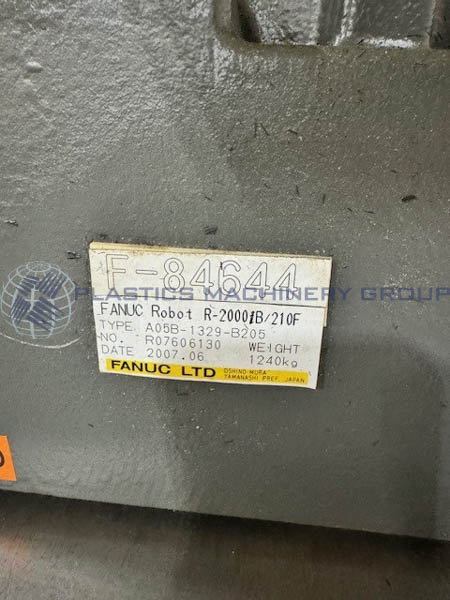 F-84644
PLASTICS MACHINERY GROUP
FANUC Robot R-2000iB/210F
TYPE. A05B-1329-B205
NO. R07606130 WEIGHT
DATE 2007.06 1240kg
FANUC LTD OSHINO-MURA
YAMANASHI PREF. JAPAN